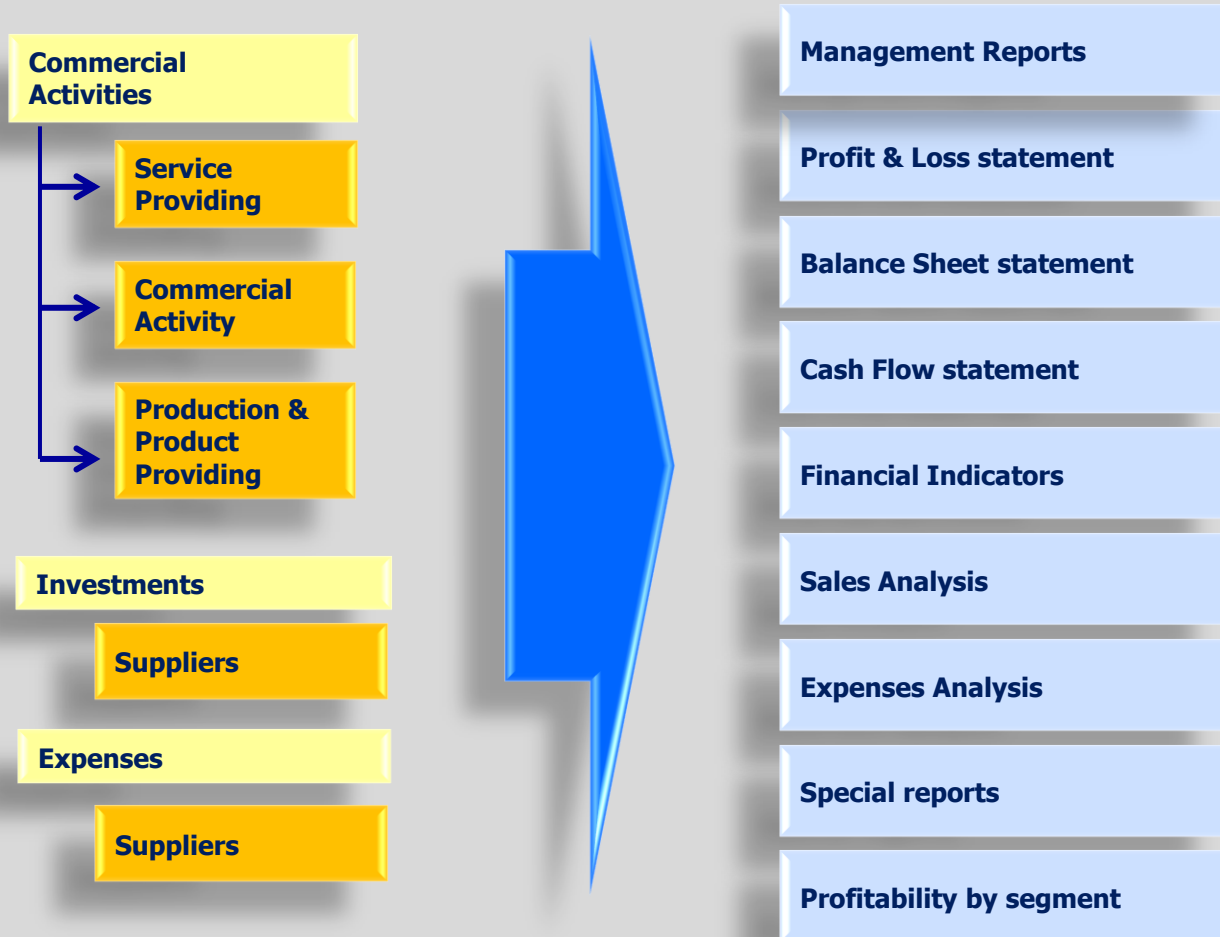 Commercial
Activities
Service
Providing
Commercial
Activity
Production &
Product
Providing
Investments
Suppliers
Expenses
Suppliers
Management Reports
Profit & Loss statement
Balance Sheet statement
Cash Flow statement
Financial Indicators
Sales Analysis
Expenses Analysis
Special reports
Profitability by segment